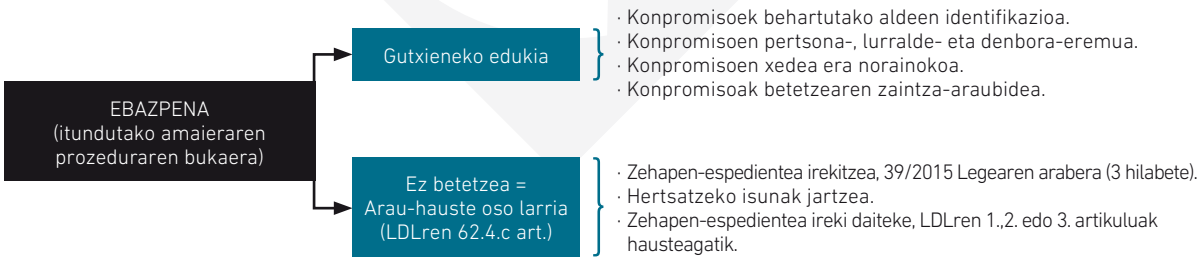 EBAZPENA
(itundutako amaieraren
prozeduraren bukaera)
Gutxieneko edukia
· Konpromisoek behartutako aldeen identifikazioa.
· Konpromisoen pertsona-, lurralde- eta denbora-eremua.
· Konpromisoen xedea era norainokoa.
· Konpromisoak betetzearen zaintza-araubidea.
Ez betetzea =
Arau-hauste oso larria
(LDLren 62.4.c art.)
· Zehapen-espedientea irekitzea, 39/2015 Legearen arabera (3 hilabete).
· Hertsatzeko isunak jartzea.
· Zehapen-espedientea ireki daiteke, LDLren 1.,2. edo 3. artikuluak
hausteagatik.